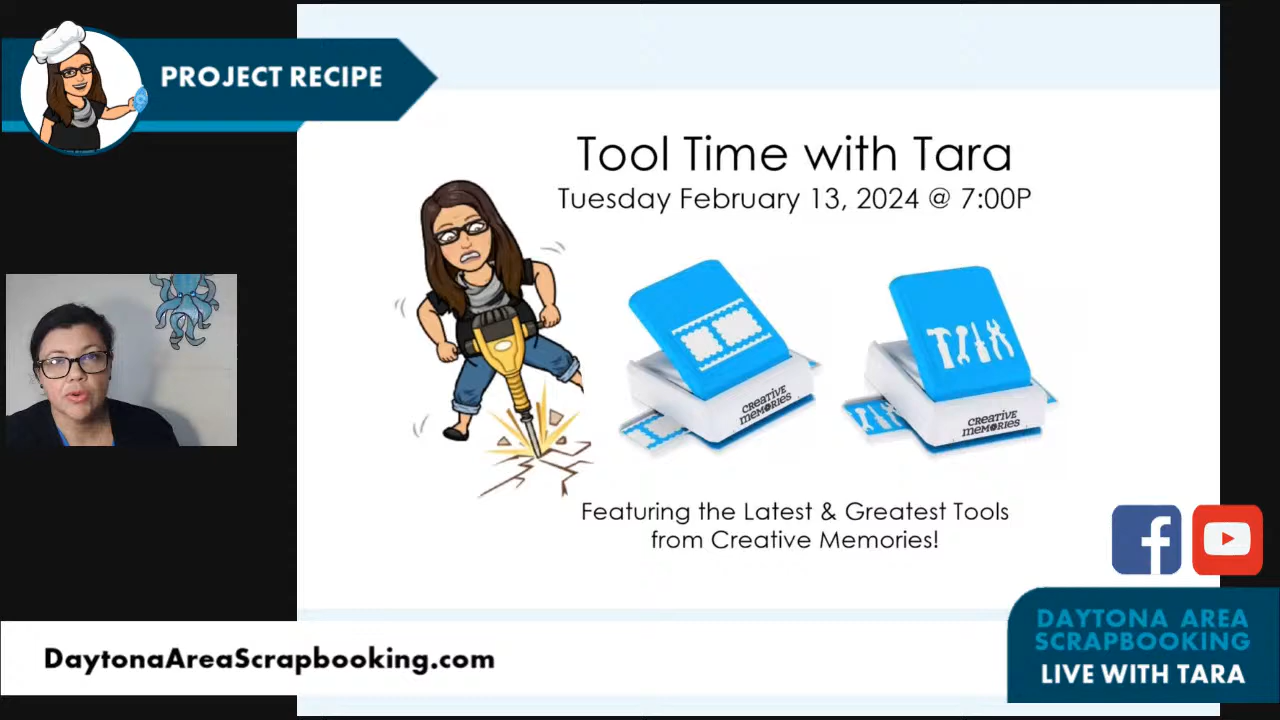 PROJECT RECIPE
Tool Time with Tara
Tuesday February 13, 2024 @ 7:00P
CREATIVE
MEMORIES
CREATIVE
MEMORIES
Featuring the Latest & Greatest Tools
from Creative Memories!
DAYTONA AREA
SCRAPBOOKING
LIVE WITH TARA
DaytonaAreaScrapbooking.com